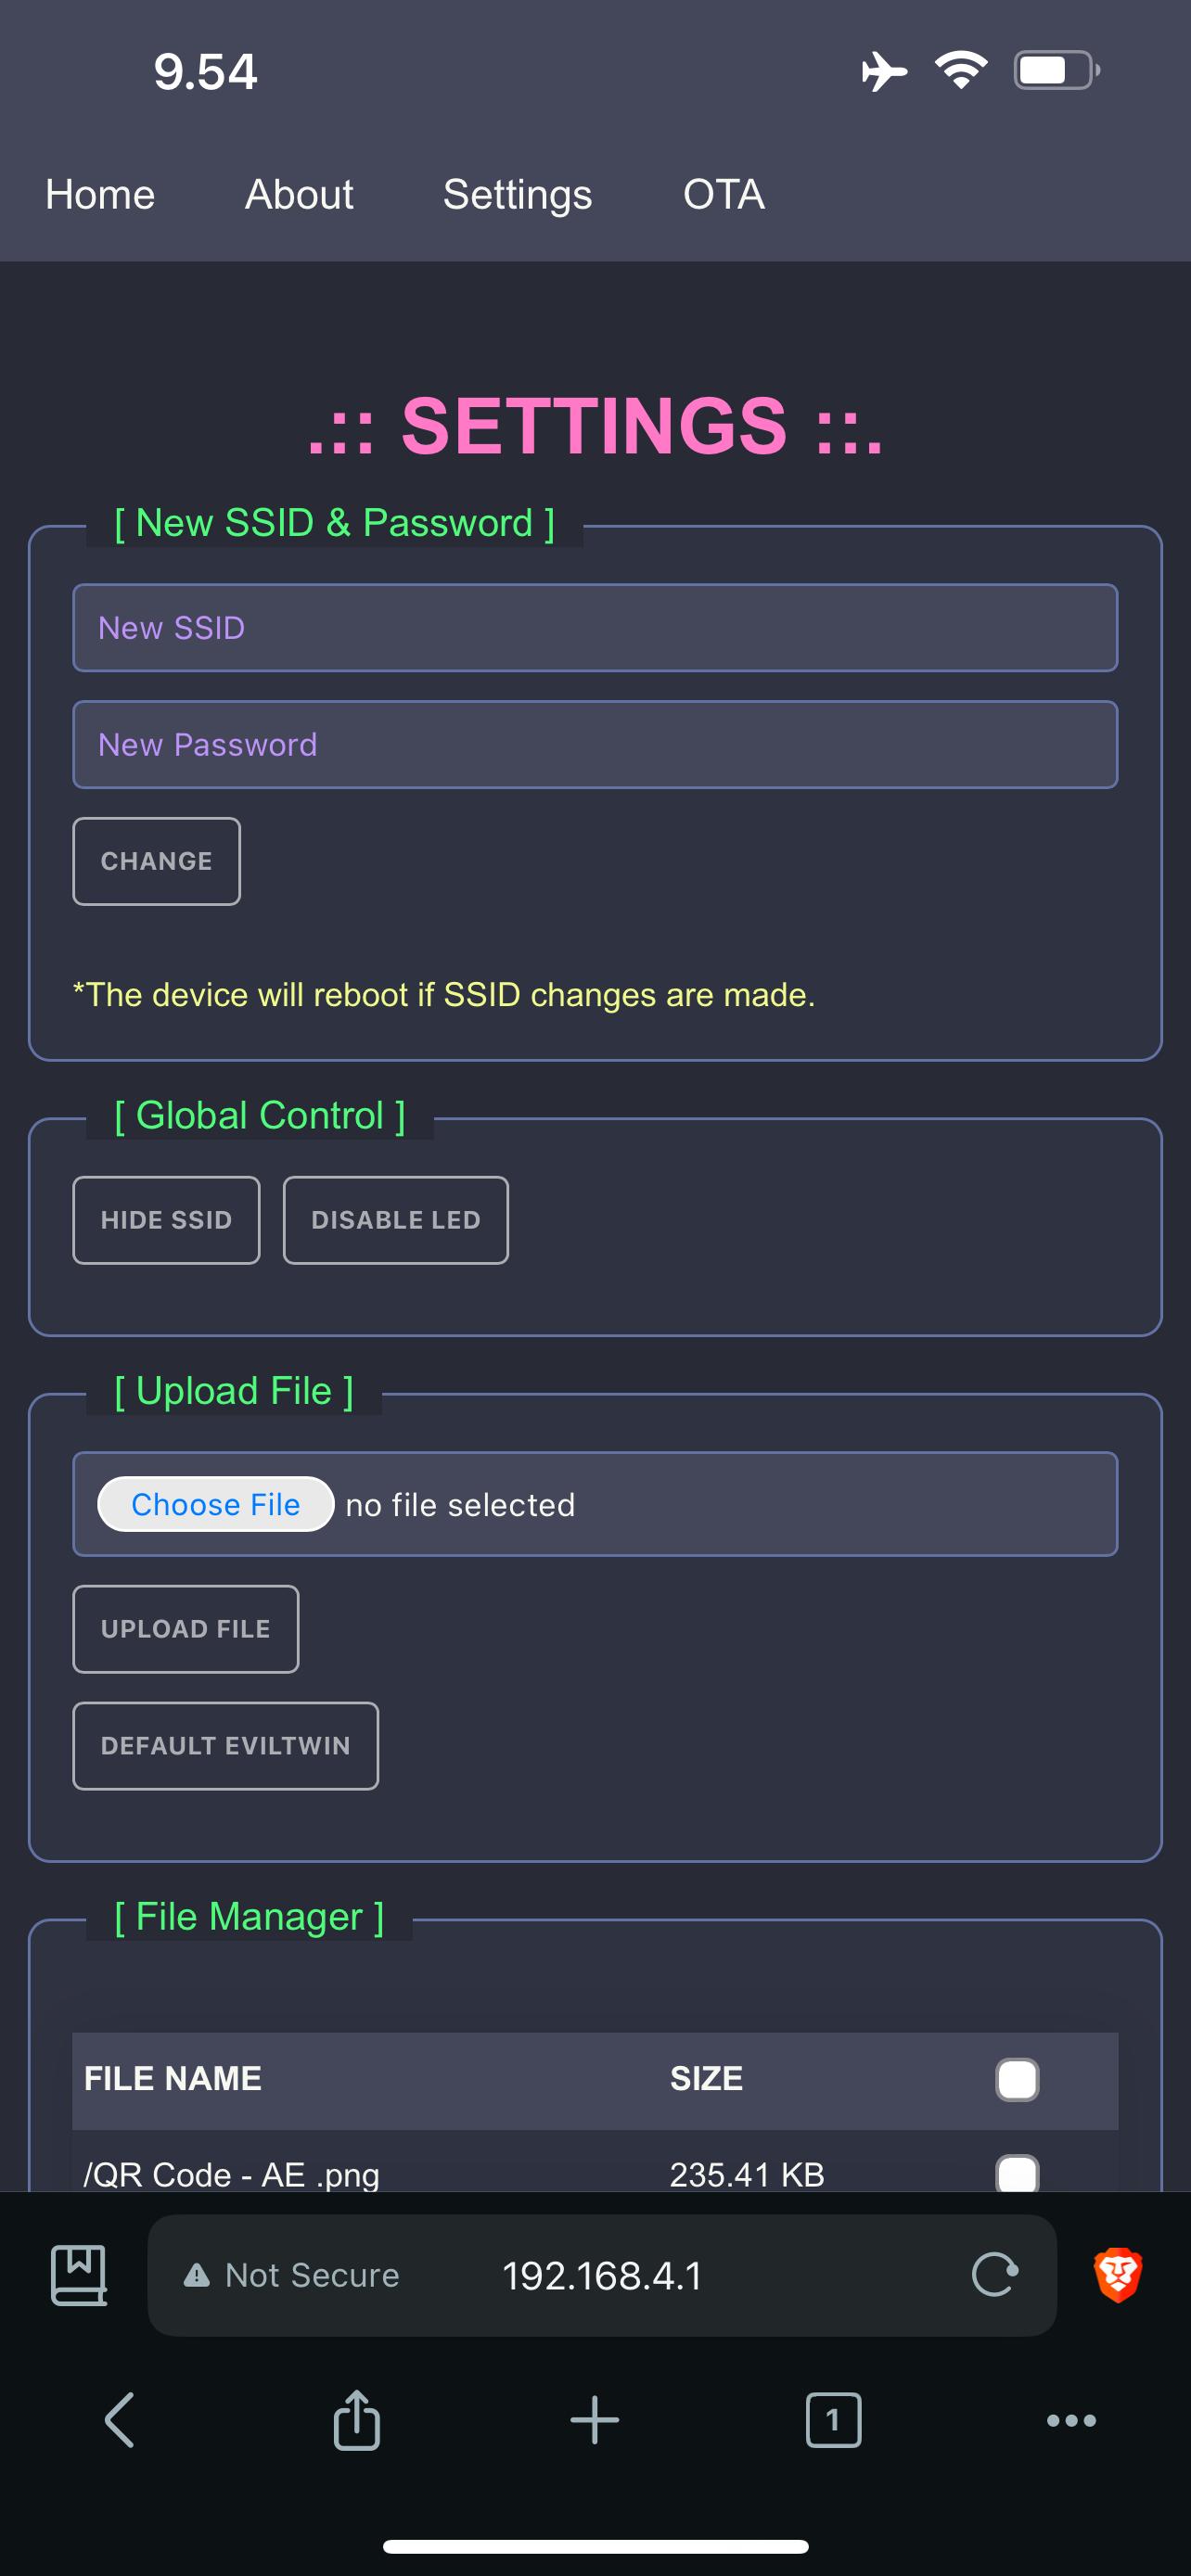 9.54
Home About Settings OTA
.:: SETTINGS ::.
[ New SSID & Password ]
New SSID
New Password
CHANGE
*The device will reboot if SSID changes are made.
[ Global Control ]
HIDE SSID DISABLE LED
[ Upload File ]
Choose File no file selected
UPLOAD FILE
DEFAULT EVILTWIN
[ File Manager ]
FILE NAME SIZE
/QR Code - AE .png 235.41 KB
Not Secure 192.168.4.1
1